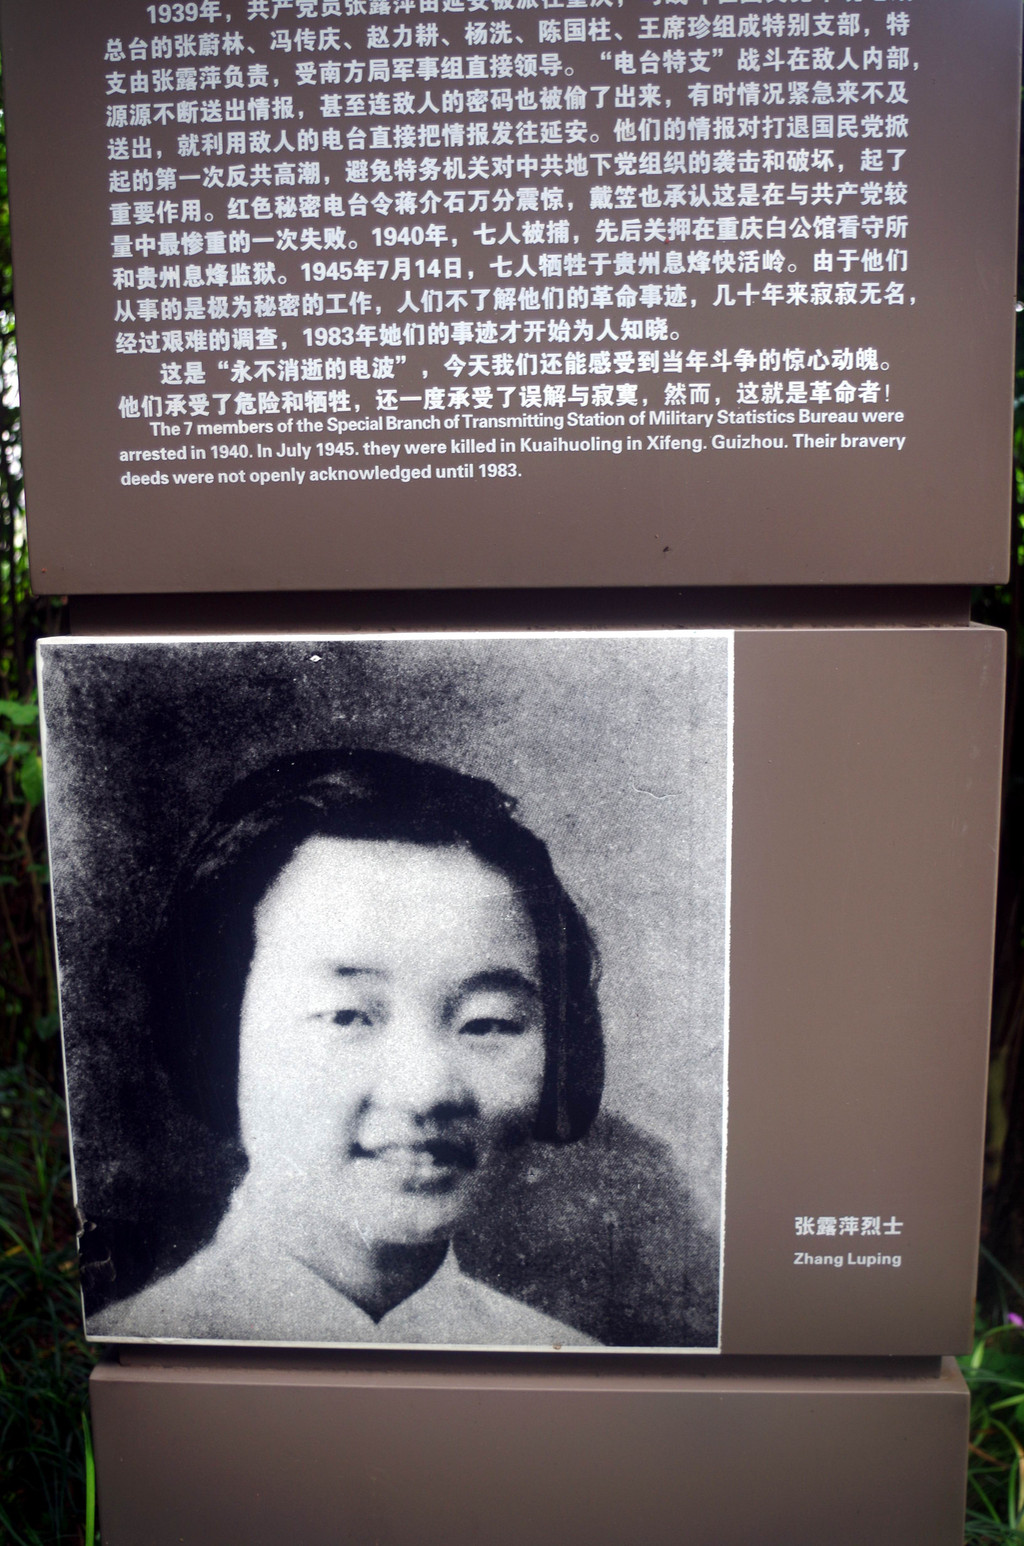 1939年，共产党员张露萍由延安被派往重庆，
总台的张蔚林、冯传庆、赵力耕、杨洗、陈国柱、王席珍组成特别支部，特
支由张露萍负责，受南方局军事组直接领导。“电台特支”战斗在敌人内部，
源源不断送出情报，甚至连敌人的密码也被偷了出来，有时情况紧急来不及
送出，就利用敌人的电台直接把情报发往延安。他们的情报对打退国民党掀
起的第一次反共高潮，避免特务机关对中共地下党组织的袭击和破坏，起了
重要作用。红色秘密电台令蒋介石万分震惊，戴笠也承认这是在与共产党较
量中最惨重的一次失败。1940年，七人被捕，先后关押在重庆白公馆看守所
和贵州息烽监狱。1945年7月14日，七人牺牲于贵州息烽快活岭。由于他们
从事的是极为秘密的工作，人们不了解他们的革命事迹，几十年来寂寂无名，
经过艰难的调查，1983年她们的事迹才开始为人知晓。
这是“永不消逝的电波”，今天我们还能感受到当年斗争的惊心动魄。
他们承受了危险和牺牲，还一度承受了误解与寂寞，然而，这就是革命者！
The 7 members of the Special Branch of Transmitting Station of Military Statistics Bureau were
arrested in 1940. In July 1945. they were killed in Kuaihuoling in Xifeng. Guizhou. Their bravery
deeds were not openly acknowledged until 1983.
张露萍烈士
Zhang Luping